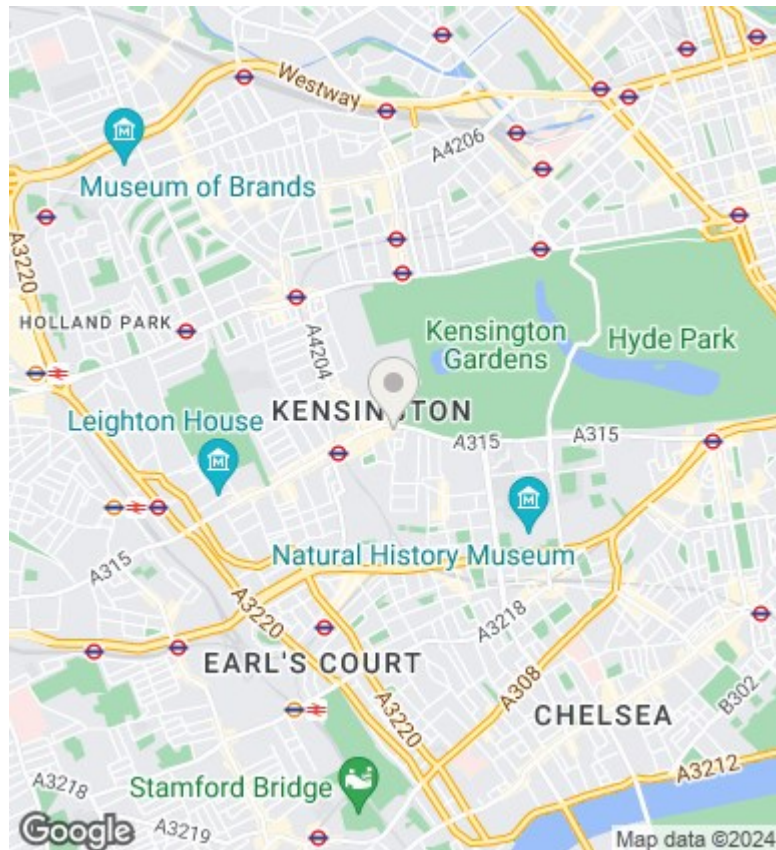 Westway
A4206
Museum of Brands
A3220
HOLLAND PARK
A4204
Kensington
Gardens
Hyde Park
KENSINGTON
Leighton House
A315
A315
Natural History Museum
A315
A3220
A3218
EARL'S COURT
A3220
A308
B302
CHELSEA
A3212
Stamford Bridge
A3218
A3219
Google
Map data ©2024